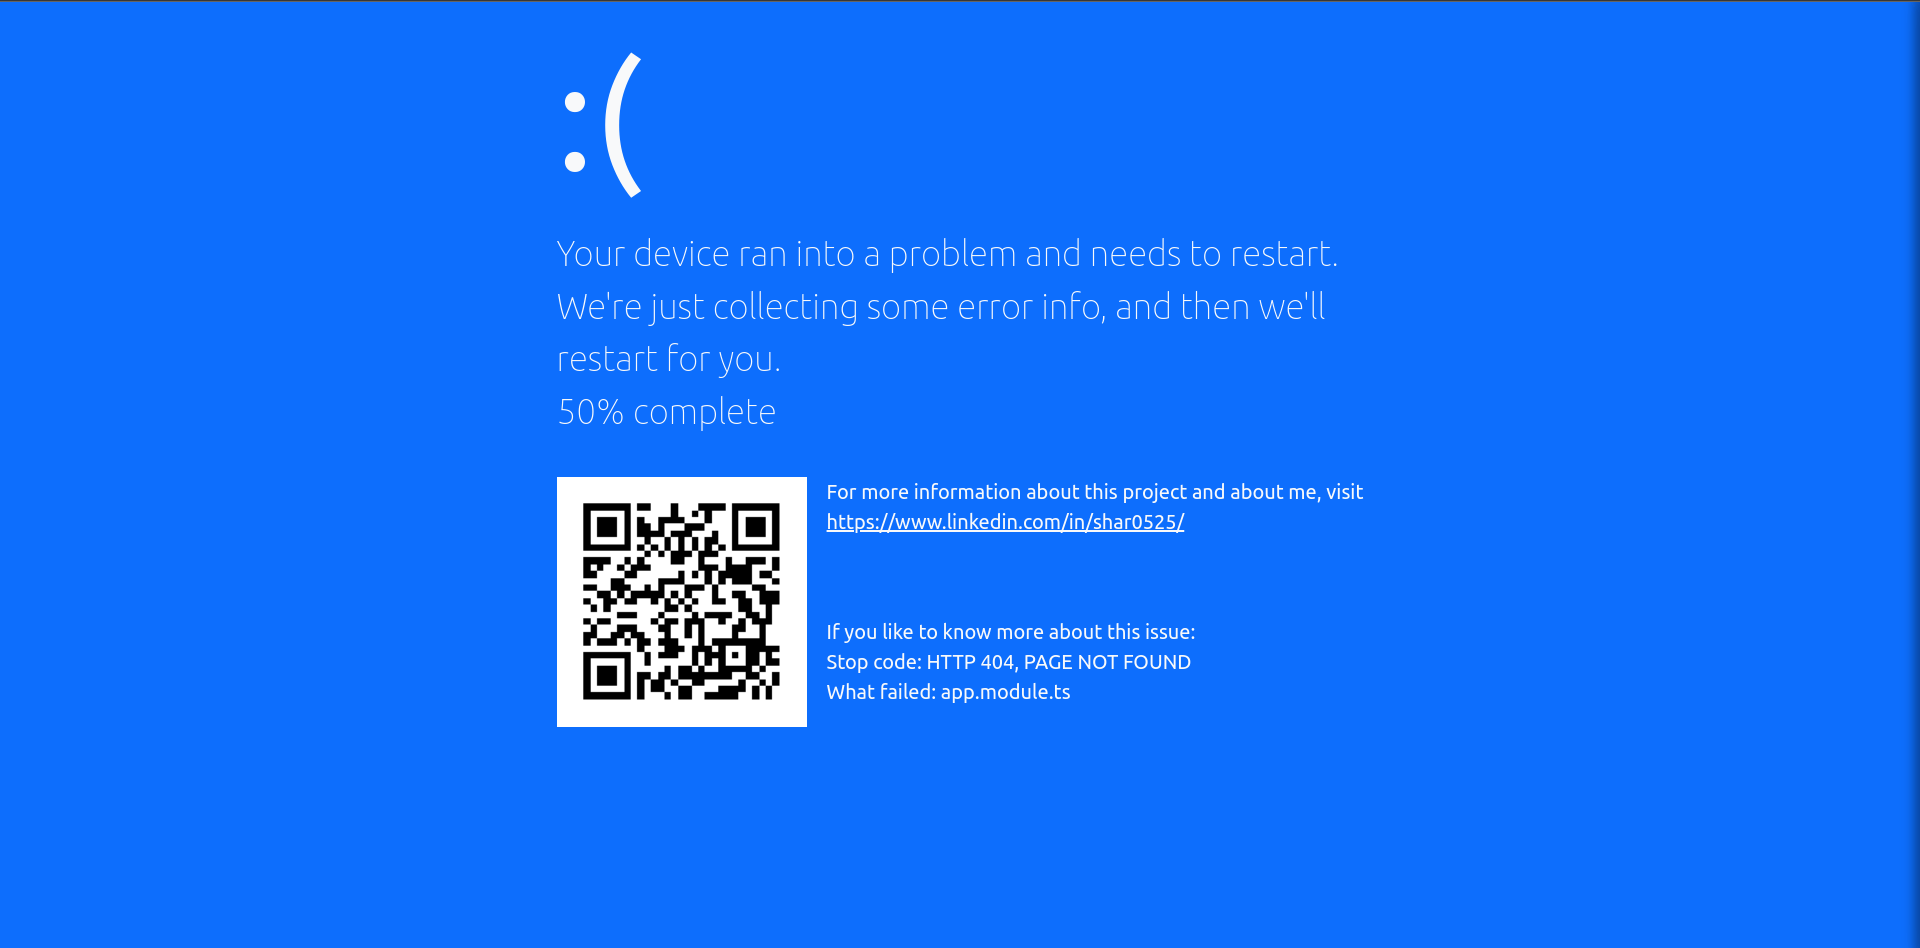 :(
Your device ran into a problem and needs to restart.
We're just collecting some error info, and then we'll
restart for you.
50% complete
For more information about this project and about me, visit
https://www.linkedin.com/in/shar0525/
If you like to know more about this issue:
Stop code: HTTP 404, PAGE NOT FOUND
What failed: app.module.ts